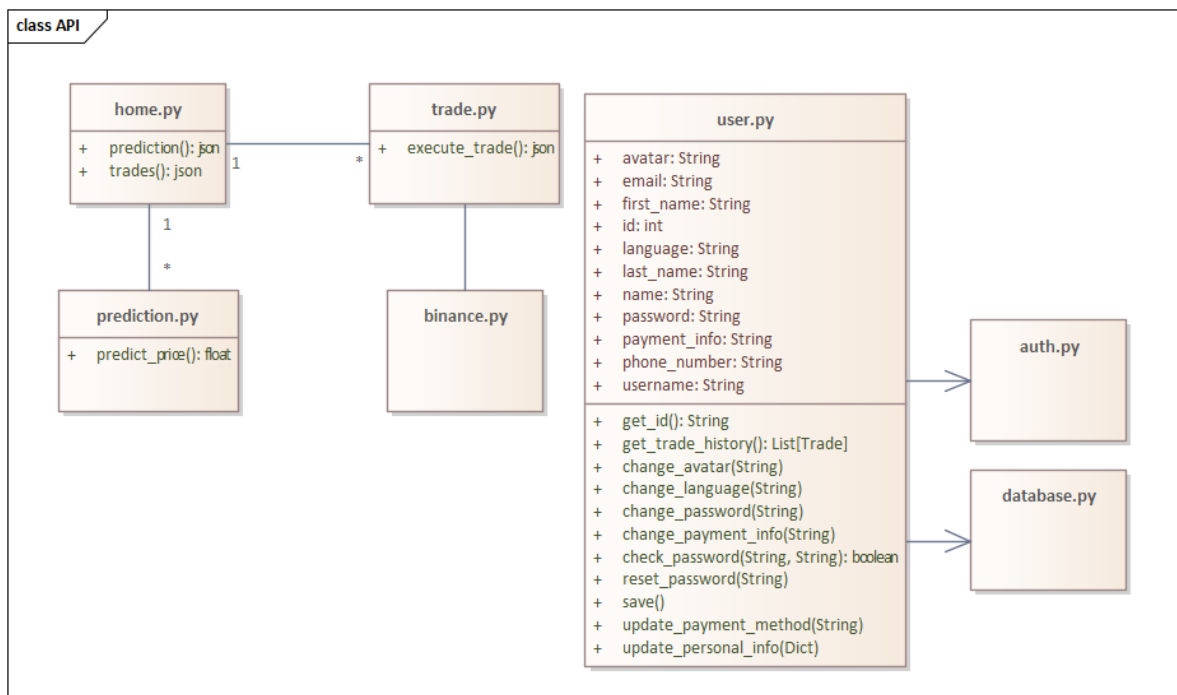 class API
home.py
+ prediction(): json
+ trades(): json
1
*
trade.py
+ execute_trade(): json
1
*
prediction.py
+ predict_price(): float
binance.py
user.py
+ avatar: String
+ email: String
+ first_name: String
+ id: int
+ language: String
+ last_name: String
+ name: String
+ password: String
+ payment_info: String
+ phone_number: String
+ username: String
+ get_id(): String
+ get_trade_history(): List[Trade]
+ change_avatar(String)
+ change_language(String)
+ change_password(String)
+ change_payment_info(String)
+ check_password(String, String): boolean
+ reset_password(String)
+ save()
+ update_payment_method(String)
+ update_personal_info(Dict)
auth.py
database.py